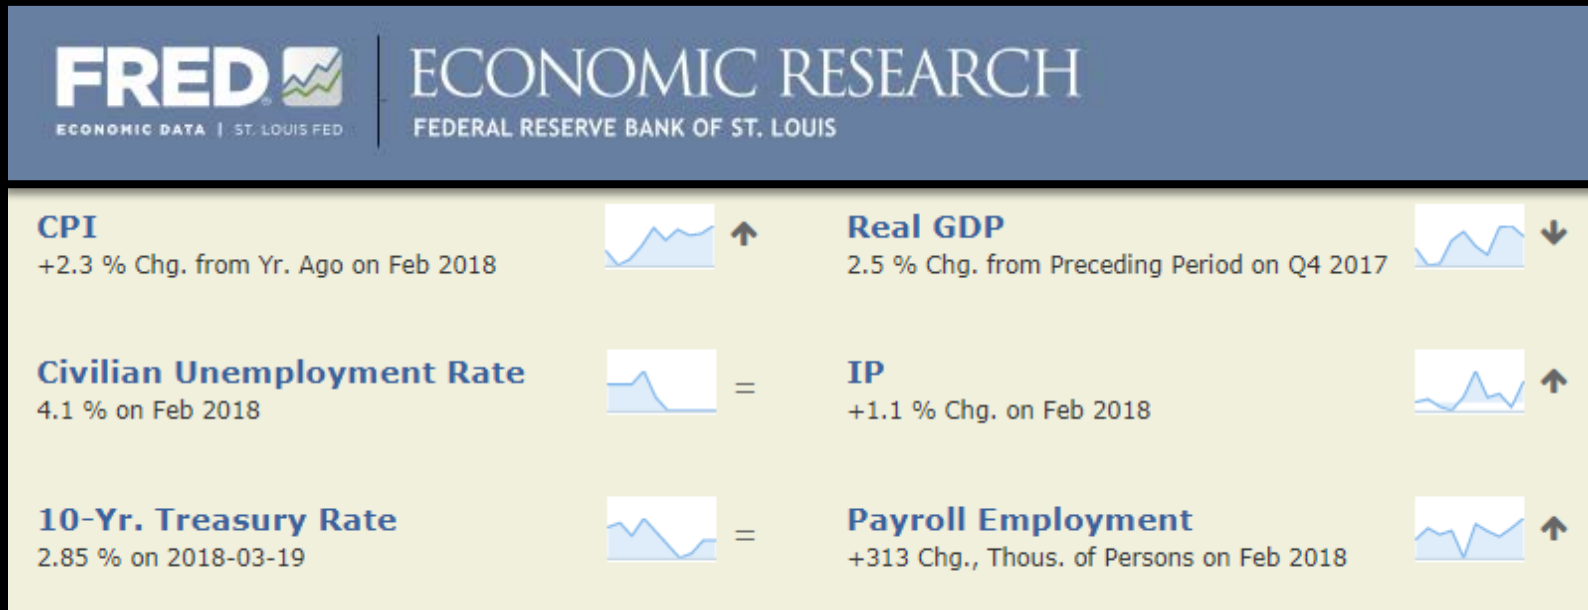 FRED
ECONOMIC DATA | ST. LOUIS FED
ECONOMIC RESEARCH
FEDERAL RESERVE BANK OF ST. LOUIS
CPI
+2.3 % Chg. from Yr. Ago on Feb 2018
Real GDP
2.5 % Chg. from Preceding Period on Q4 2017
Civilian Unemployment Rate
4.1 % on Feb 2018
=
IP
+1.1 % Chg. on Feb 2018
10-Yr. Treasury Rate
2.85 % on 2018-03-19
=
Payroll Employment
+313 Chg., Thous. of Persons on Feb 2018